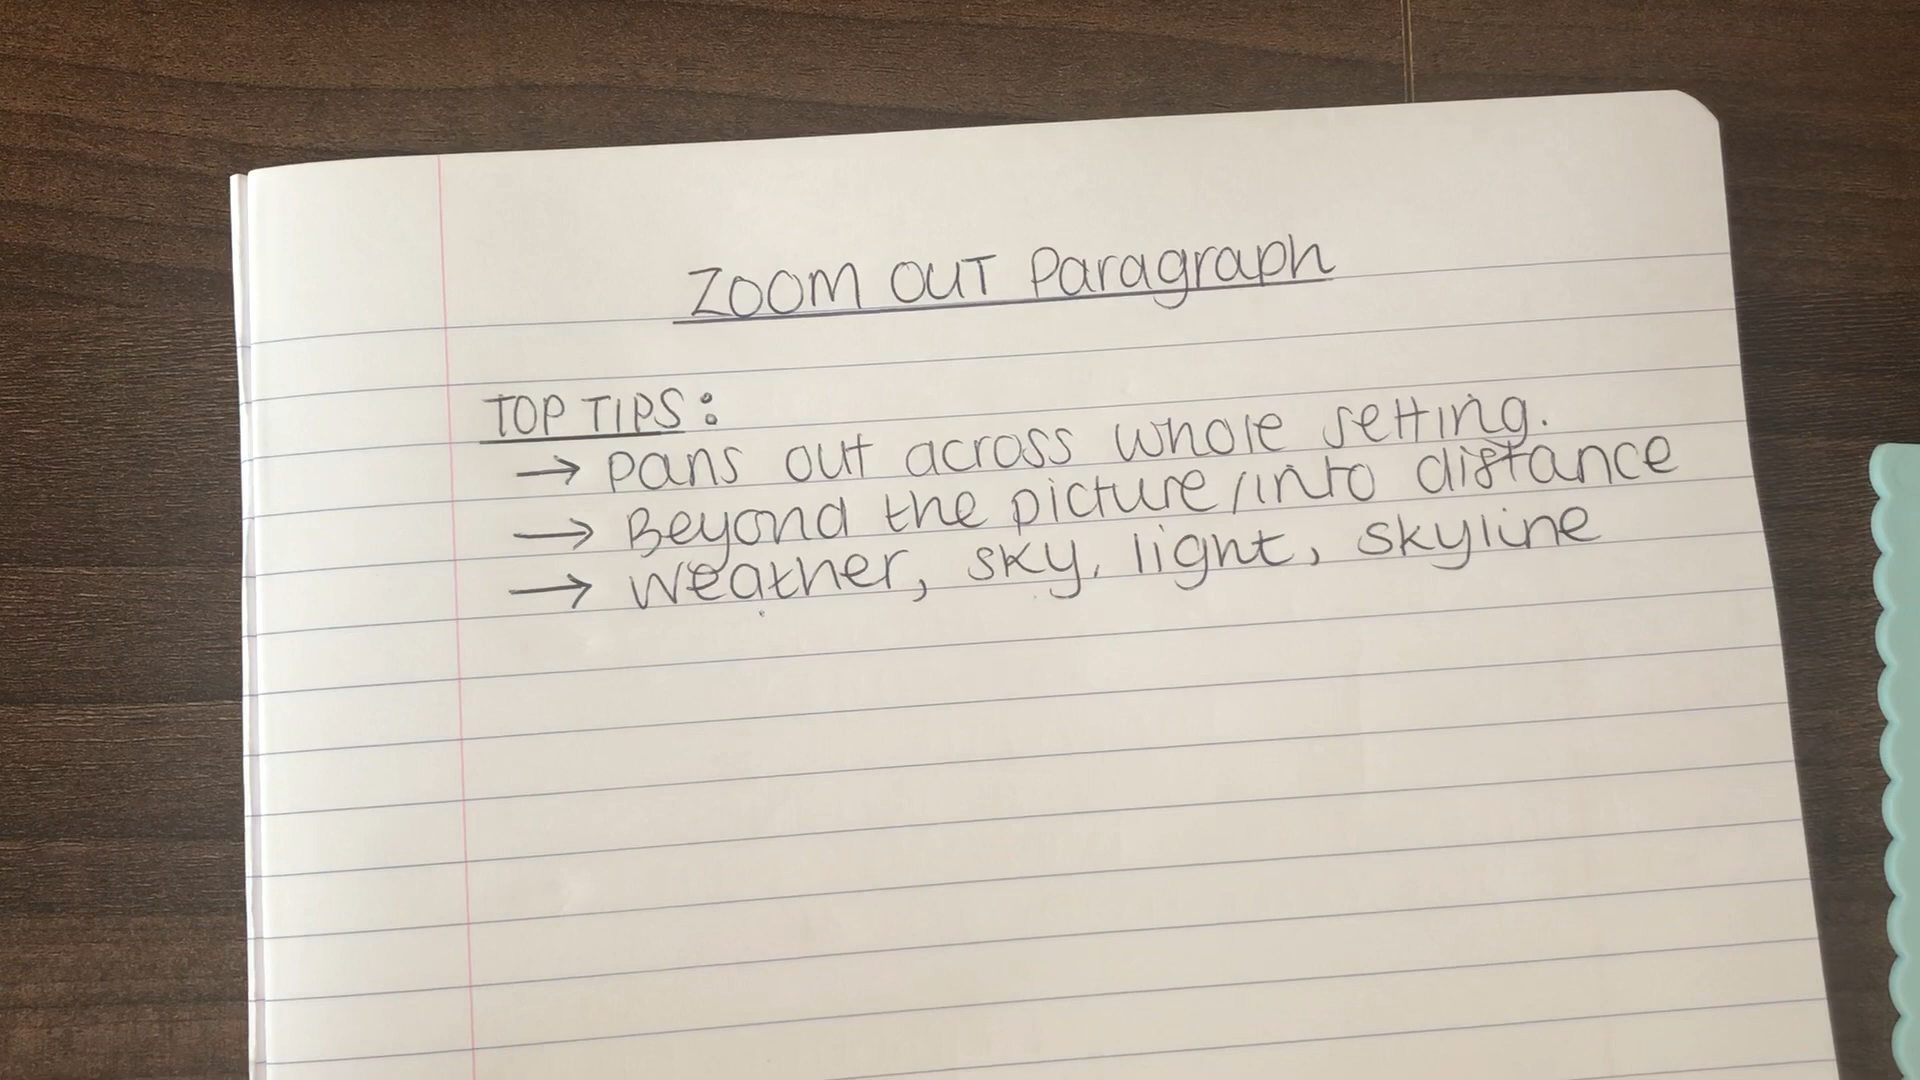 ZOOM OUT Paragraph
TOP TIPS:
→ pans out across whole setting.
→ Beyond the picture/into distance
→ weather, sky, light, skyline